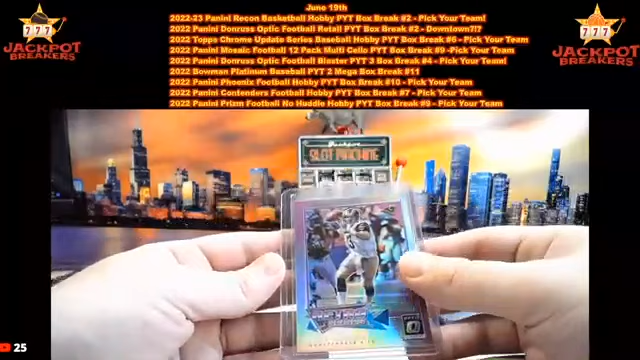 June 19th
2022-23 Panini Recon Basketball Hobby PYT Box Break #2 - Pick Your Team!
2022 Panini Donruss Optic Football Retail PYT Box Break #2 - Downtown?!?
2022 Topps Chrome Update Series Baseball Hobby PYT Box Break #6 - Pick Your Team
2022 Panini Mosaic Football 12 Pack Multi Cello PYT Box Break #9 -Pick Your Team
2022 Panini Donruss Optic Football Blaster PYT 3 Box Break #4 - Pick Your Team!
2022 Bowman Platinum Baseball PYT 2 Mega Box Break #11
2022 Panini Phoenix Football Hobby PYT Box Break #10 - Pick Your Team
2022 Panini Contenders Football Hobby PYT Box Break #7 - Pick Your Team
2022 Panini Prizm Football No Huddle Hobby PYT Box Break #9 - Pick Your Team
777
JACKPOT
BREAKERS
777
JACKPOT
BREAKERS
SLOT MACHINE
25